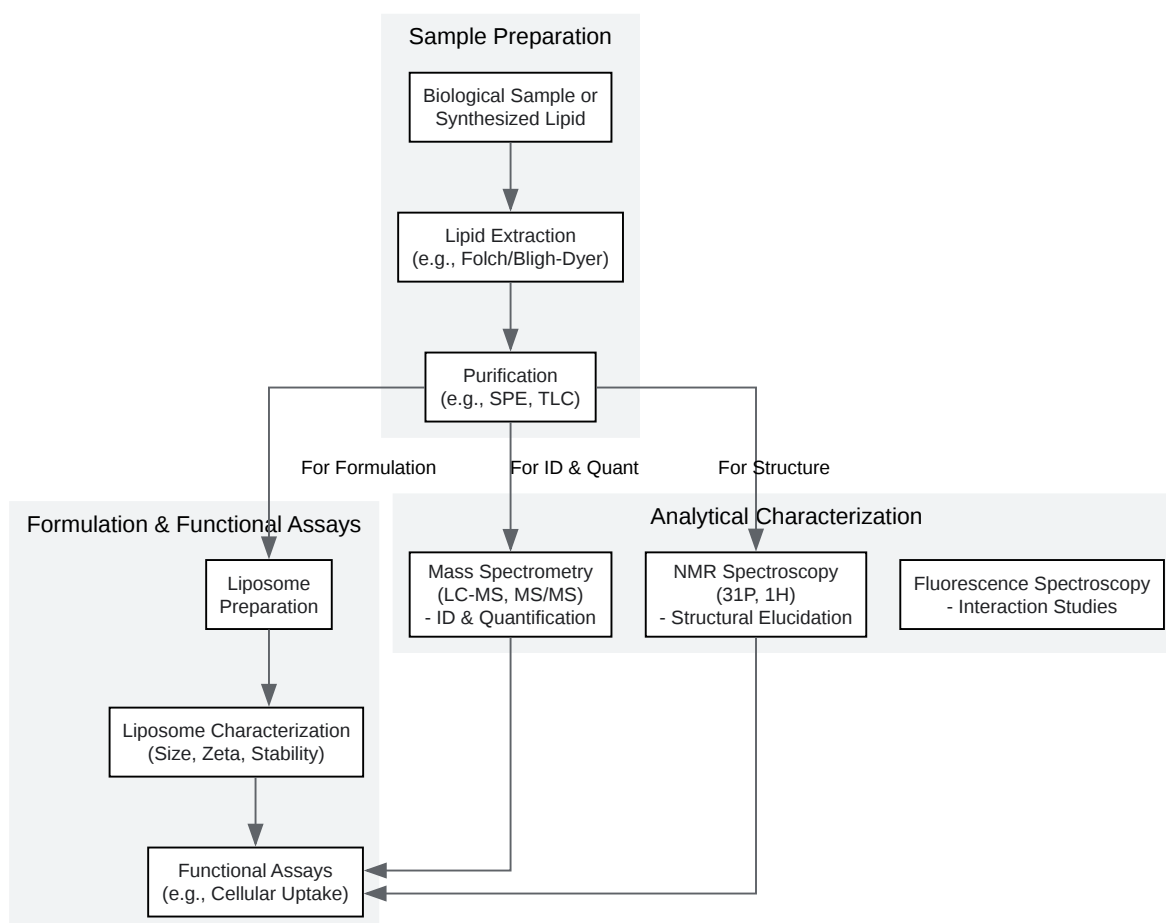 Sample Preparation
Biological Sample or
Synthesized Lipid
Lipid Extraction
(e.g., Folch/Bligh-Dyer)
Purification
(e.g., SPE, TLC)
For Formulation
For ID & Quant
For Structure
Formulation & Functional Assays
Liposome
Preparation
Liposome Characterization
(Size, Zeta, Stability)
Functional Assays
(e.g., Cellular Uptake)
Analytical Characterization
Mass Spectrometry
(LC-MS, MS/MS)
- ID & Quantification
NMR Spectroscopy
(31P, 1H)
- Structural Elucidation
Fluorescence Spectroscopy
- Interaction Studies